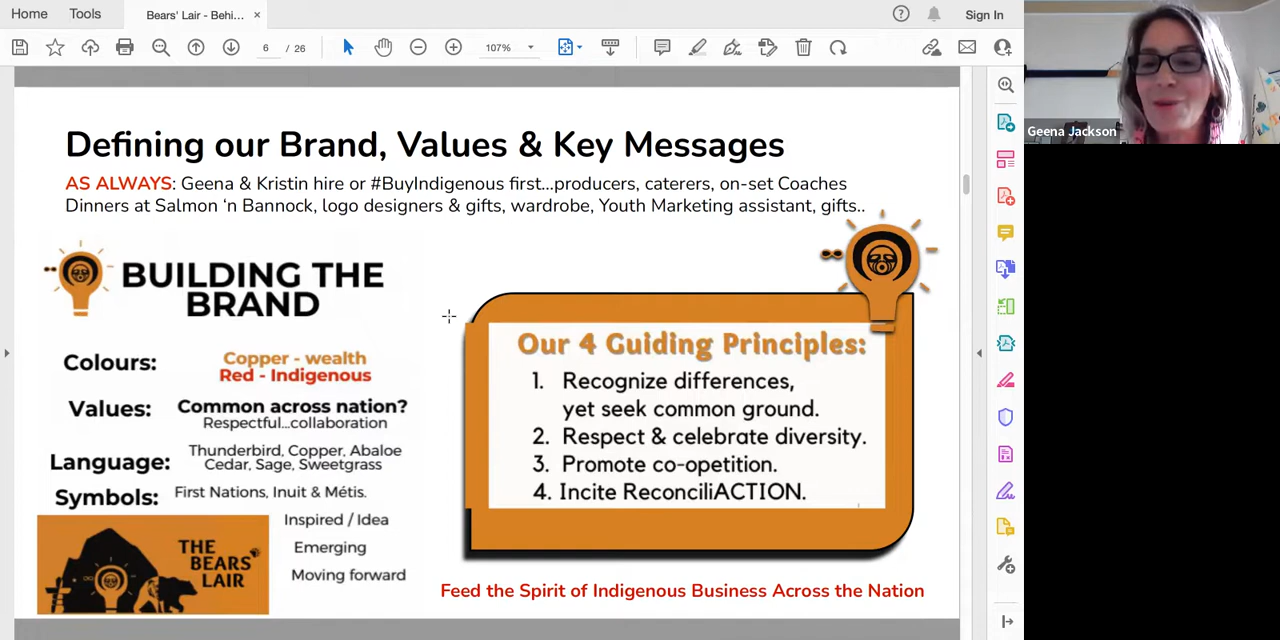 Home Tools Bears' Lair - Behi... × Sign In
6 / 26 107%
Geena Jackson
Defining our Brand, Values & Key Messages
AS ALWAYS: Geena & Kristin hire or #BuyIndigenous first...producers, caterers, on-set Coaches
Dinners at Salmon ‘n Bannock, logo designers & gifts, wardrobe, Youth Marketing assistant, gifts..
BUILDING THE
BRAND
Colours: Copper - wealth
Red - Indigenous
Values: Common across nation?
Respectful...collaboration
Language: Thunderbird, Copper, Abaloe
Cedar, Sage, Sweetgrass
Symbols: First Nations, Inuit & Métis.
Inspired / Idea
Emerging
Moving forward
THE
BEARS
LAIR
Our 4 Guiding Principles:
1. Recognize differences,
yet seek common ground.
2. Respect & celebrate diversity.
3. Promote co-opetition.
4. Incite ReconciliACTION.
Feed the Spirit of Indigenous Business Across the Nation